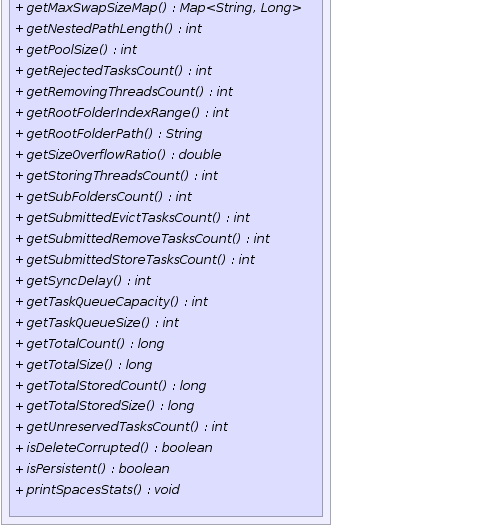 + getMaxSwapSizeMap() : Map<String, Long>
+ getNestedPathLength() : int
+ getPoolSize() : int
+ getRejectedTasksCount() : int
+ getRemovingThreadsCount() : int
+ getRootFolderIndexRange() : int
+ getRootFolderPath() : String
+ getSizeOverflowRatio() : double
+ getStoringThreadsCount() : int
+ getSubFoldersCount() : int
+ getSubmittedEvictTasksCount() : int
+ getSubmittedRemoveTasksCount() : int
+ getSubmittedStoreTasksCount() : int
+ getSyncDelay() : int
+ getTaskQueueCapacity() : int
+ getTaskQueueSize() : int
+ getTotalCount() : long
+ getTotalSize() : long
+ getTotalStoredCount() : long
+ getTotalStoredSize() : long
+ getUnreservedTasksCount() : int
+ isDeleteCorrupted() : boolean
+ isPersistent() : boolean
+ printSpacesStats() : void